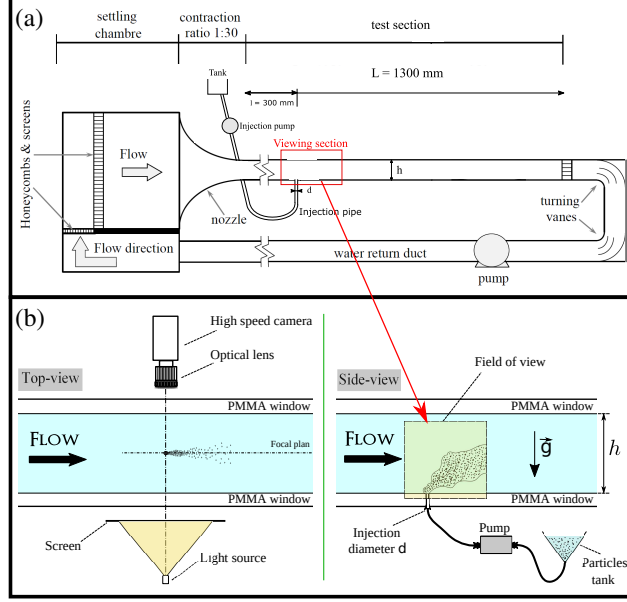 (a)
settling
chambre
contraction
ratio 1:30
test section
L = 1300 mm
Tank
l = 300 mm
Injection pump
Viewing section
Honeycombs & screens
Flow
h
d
nozzle
Injection pipe
turning
vanes
Flow direction
water return duct
pump
(b)
High speed camera
Optical lens
Top-view
PMMA window
FLOW
Focal plan
PMMA window
Screen
Light source
Field of view
Side-view
PMMA window
FLOW
g
h
PMMA window
Injection
diameter d
Pump
Particles
tank